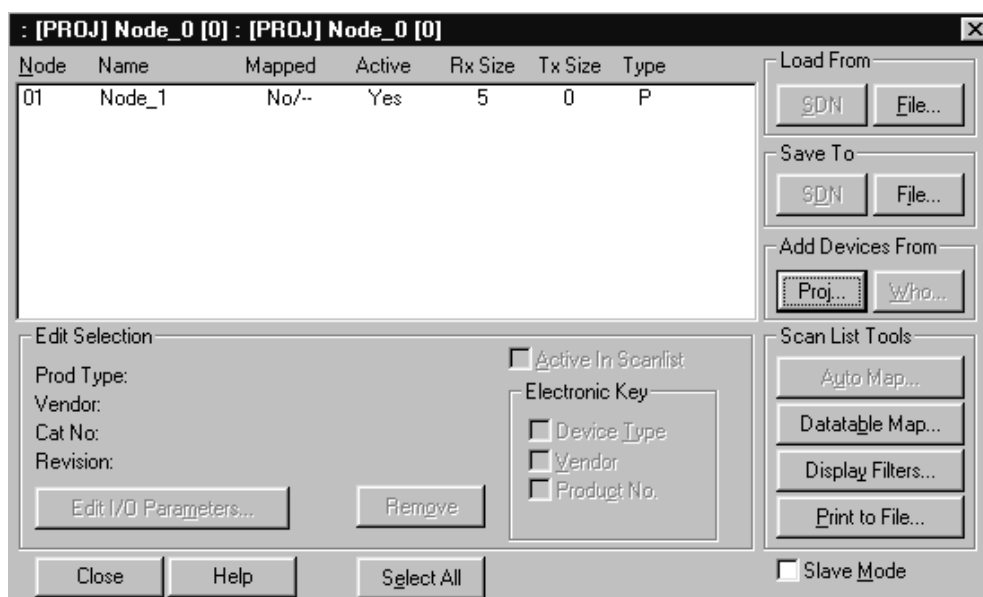 : [PROJ] Node_0 [0] : [PROJ] Node_0 [0]
Node Name Mapped Active Rx Size Tx Size Type
01 Node_1 No/-- Yes 5 0 P
Load From
SDN File...
Save To
SDN File...
Add Devices From
Proj... Who...
Edit Selection
Prod Type:
Vendor:
Cat No:
Revision:
Edit I/O Parameters... Remove
Active In Scanlist
Electronic Key
Device Type
Vendor
Product No.
Scan List Tools
Auto Map...
Datatable Map...
Display Filters...
Print to File...
Close Help Select All
Slave Mode